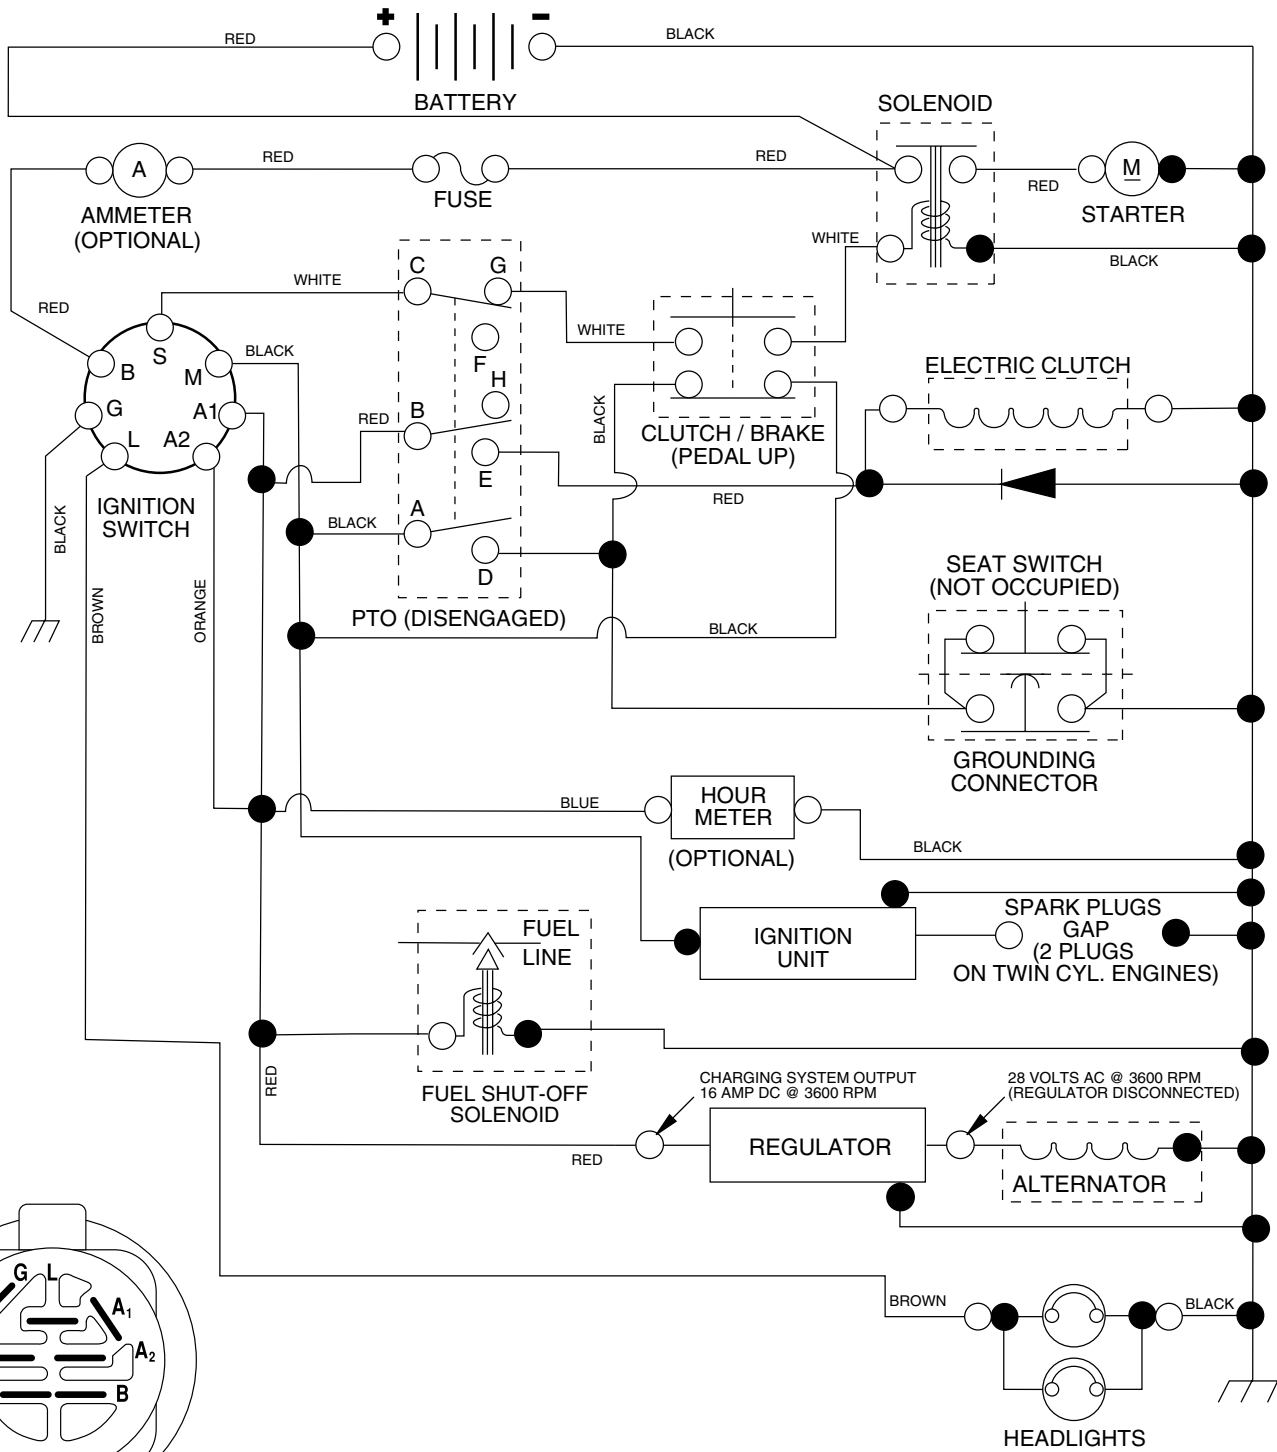 +
-
RED
BLACK
BATTERY
SOLENOID
A
RED
RED
M
RED
FUSE
AMMETER
(OPTIONAL)
STARTER
WHITE
BLACK
C
G
WHITE
RED
WHITE
S
B
M
BLACK
F
H
ELECTRIC CLUTCH
G
A1
RED
B
BLACK
L
A2
CLUTCH / BRAKE
(PEDAL UP)
E
RED
IGNITION
SWITCH
A
BLACK
BLACK
D
SEAT SWITCH
(NOT OCCUPIED)
BROWN
ORANGE
PTO (DISENGAGED)
BLACK
GROUNDING
CONNECTOR
BLUE
HOUR
METER
(OPTIONAL)
BLACK
FUEL
LINE
IGNITION
UNIT
SPARK PLUGS
GAP
(2 PLUGS
ON TWIN CYL. ENGINES)
RED
FUEL SHUT-OFF
SOLENOID
CHARGING SYSTEM OUTPUT
16 AMP DC @ 3600 RPM
28 VOLTS AC @ 3600 RPM
(REGULATOR DISCONNECTED)
RED
REGULATOR
ALTERNATOR
G
L
A1
A2
B
BROWN
BLACK
HEADLIGHTS